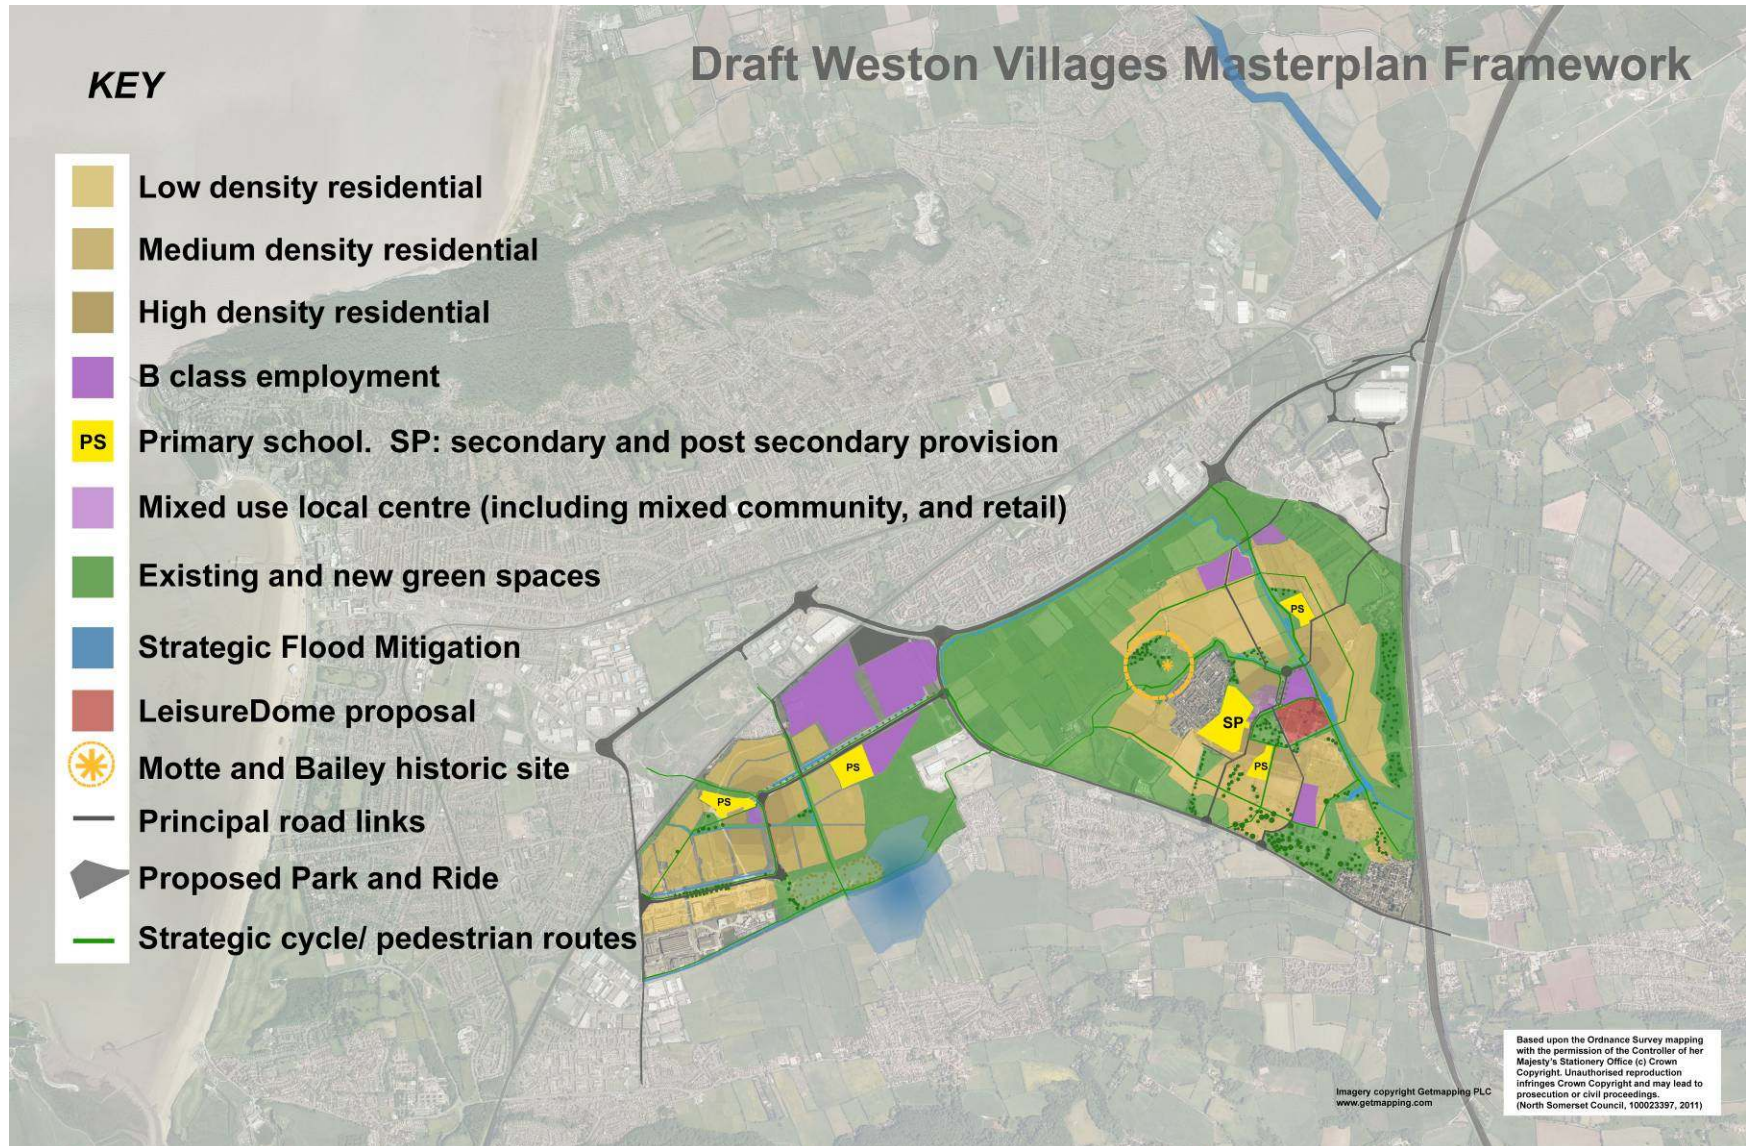 Draft Weston Villages Masterplan Framework
KEY
Low density residential
Medium density residential
High density residential
B class employment
PS Primary school.  SP: secondary and post secondary provision
Mixed use local centre (including mixed community, and retail)
Existing and new green spaces
Strategic Flood Mitigation
LeisureDome proposal
Motte and Bailey historic site
Principal road links
Proposed Park and Ride
Strategic cycle/ pedestrian routes
PS
SP
PS
PS
PS
Imagery copyright Getmapping PLC
www.getmapping.com
Based upon the Ordnance Survey mapping
with the permission of the Controller of her
Majesty's Stationery Office (c) Crown
Copyright. Unauthorised reproduction
infringes Crown Copyright and may lead to
prosecution or civil proceedings.
(North Somerset Council, 100023397, 2011)